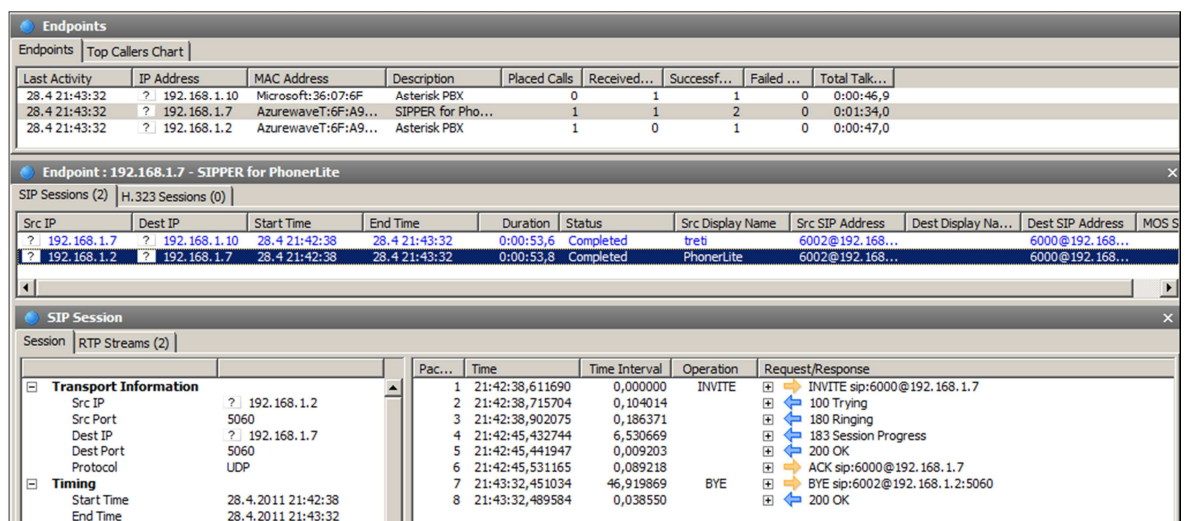 Endpoints
Endpoints Top Callers Chart
Last Activity IP Address MAC Address Description Placed Calls Received... Successf... Failed ... Total Talk...
28.4 21:43:32 ? 192.168.1.10 Microsoft:36:07:6F Asterisk PBX 0 1 1 0 0:00:46,9
28.4 21:43:32 ? 192.168.1.7 AzurewaveT:6F:A9... SIPPER for Pho... 1 1 2 0 0:01:34,0
28.4 21:43:32 ? 192.168.1.2 AzurewaveT:6F:A9... Asterisk PBX 1 0 1 0 0:00:47,0
Endpoint : 192.168.1.7 - SIPPER for PhonerLite
SIP Sessions (2) H.323 Sessions (0)
Src IP Dest IP Start Time End Time Duration Status Src Display Name Src SIP Address Dest Display Na... Dest SIP Address MOS S
? 192.168.1.7 ? 192.168.1.10 28.4 21:42:38 28.4 21:43:32 0:00:53,6 Completed treti 6002@192.168... 6000@192.168...
? 192.168.1.2 ? 192.168.1.7 28.4 21:42:38 28.4 21:43:32 0:00:53,8 Completed PhonerLite 6002@192.168... 6000@192.168...
SIP Session
Session RTP Streams (2)
Pac... Time Time Interval Operation Request/Response
Transport Information 1 21:42:38,611690 0,000000 INVITE INVITE sip:6000@192.168.1.7
Src IP ? 192.168.1.2 2 21:42:38,715704 0,104014 100 Trying
Src Port 5060 3 21:42:38,902075 0,186371 180 Ringing
Dest IP ? 192.168.1.7 4 21:42:45,432744 6,530669 183 Session Progress
Dest Port 5060 5 21:42:45,441947 0,009203 200 OK
Protocol UDP 6 21:42:45,531165 0,089218 ACK sip:6000@192.168.1.7
Timing 7 21:43:32,451034 46,919869 BYE BYE sip:6002@192.168.1.2:5060
Start Time 28.4.2011 21:42:38 8 21:43:32,489584 0,038550 200 OK
End Time 28.4.2011 21:43:32